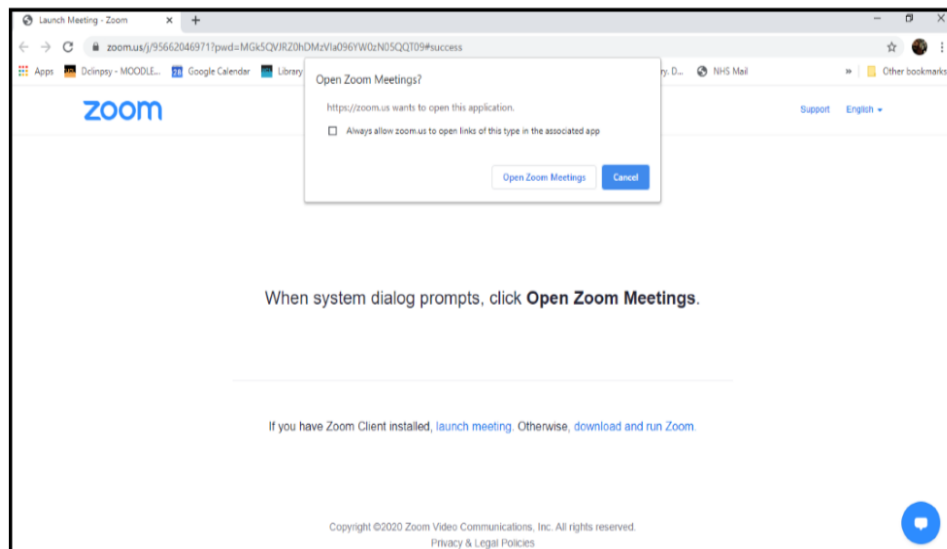 Launch Meeting - Zoom
zoom.us/j/95662046971?pwd=MGk5QVJRZ0hDMzVla096YW0zN05QQT09#success
Apps Dclinpsy - MOODLE... Google Calendar Library ry. D... NHS Mail » Other bookmarks
Open Zoom Meetings?
https://zoom.us wants to open this application.
Always allow zoom.us to open links of this type in the associated app
Open Zoom Meetings Cancel
zoom
Support English
When system dialog prompts, click Open Zoom Meetings.
If you have Zoom Client installed, launch meeting. Otherwise, download and run Zoom.
Copyright ©2020 Zoom Video Communications, Inc. All rights reserved.
Privacy & Legal Policies